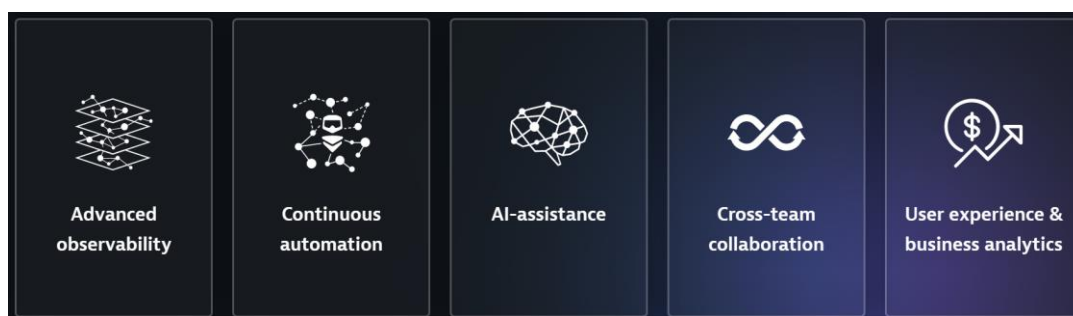 Advanced
observability
Continuous
automation
AI-assistance
Cross-team
collaboration
User experience &
business analytics
$